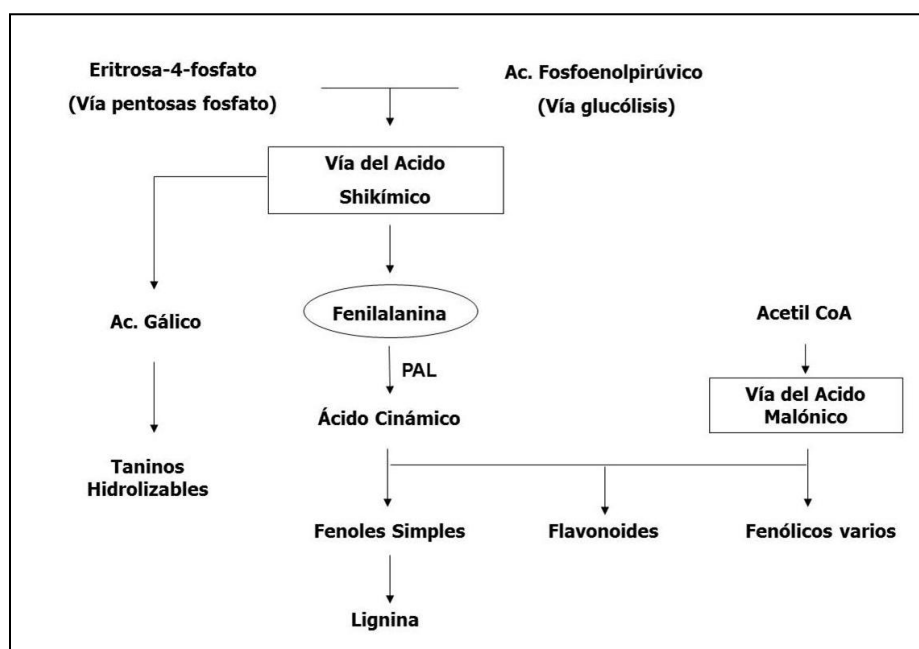 Eritrosa-4-fosfato
(Vía pentosas fosfato)
Ac. Fosfoenolpirúvico
(Vía glucólisis)
Vía del Acido
Shikímico
Ac. Gálico
Fenilalanina
Acetil CoA
PAL
Vía del Acido
Malónico
Ácido Cinámico
Taninos
Hidrolizables
Fenoles Simples
Flavonoides
Fenólicos varios
Lignina